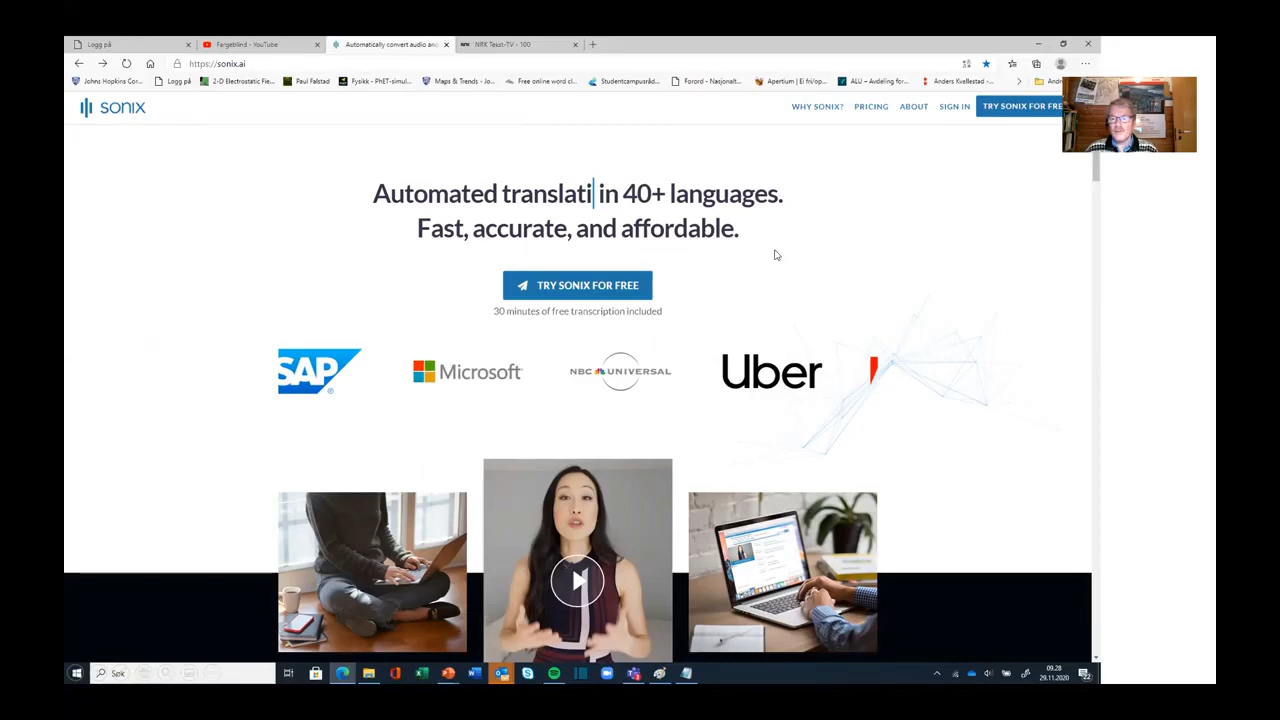 Logg på
Fargeblind - YouTube
Automatically convert audio and
NRK Tekst-TV - 100
https://sonix.ai
Johns Hopkins Cor...
Logg på
2-D Electrostatic Fie...
Paul Falstad
Fysikk - PhET-simul...
Maps & Trends - Jo...
Free online word cl...
Studentcampusråd...
Forord - Nasjonalt...
Apertium | Ei fri/op...
ALU – Avdeling for...
Anders Kvellestad -...
sonix
WHY SONIX?
PRICING
ABOUT
SIGN IN
TRY SONIX FOR FRE
Automated translati in 40+ languages.
Fast, accurate, and affordable.
TRY SONIX FOR FREE
30 minutes of free transcription included
SAP
Microsoft
NBC UNIVERSAL
Uber
Søk
09.28
29.11.2020